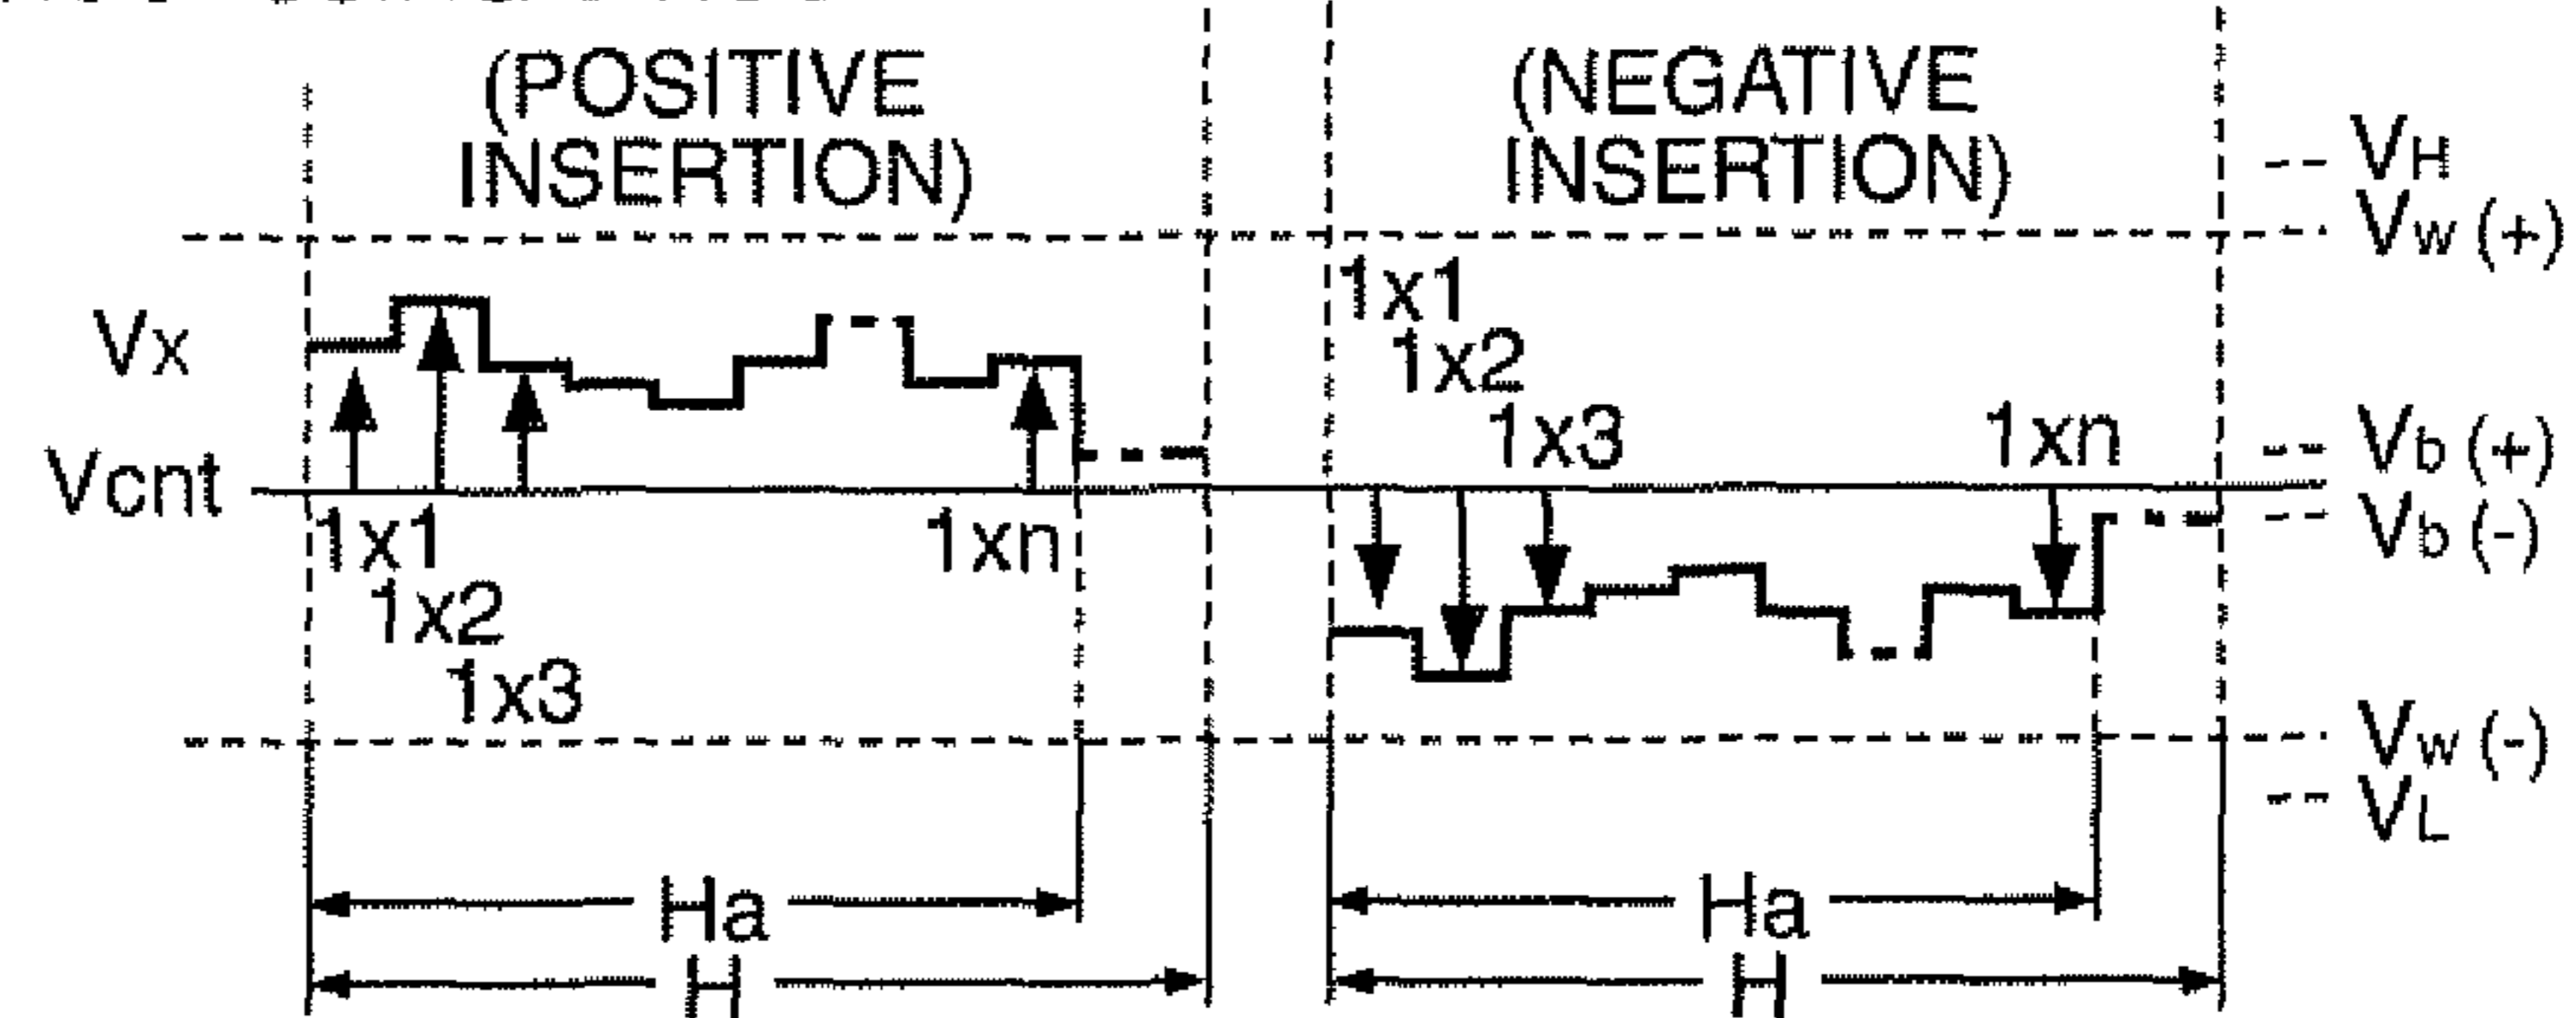 (POSITIVE
INSERTION)
(NEGATIVE
INSERTION)
VH
Vw (+)
Vx
1x1
1x2
1x3
1xn
Vb (+)
Vcnt
Vb (-)
1x1
1x2
1x3
1xn
Vw (-)
VL
Ha
Ha
H
H